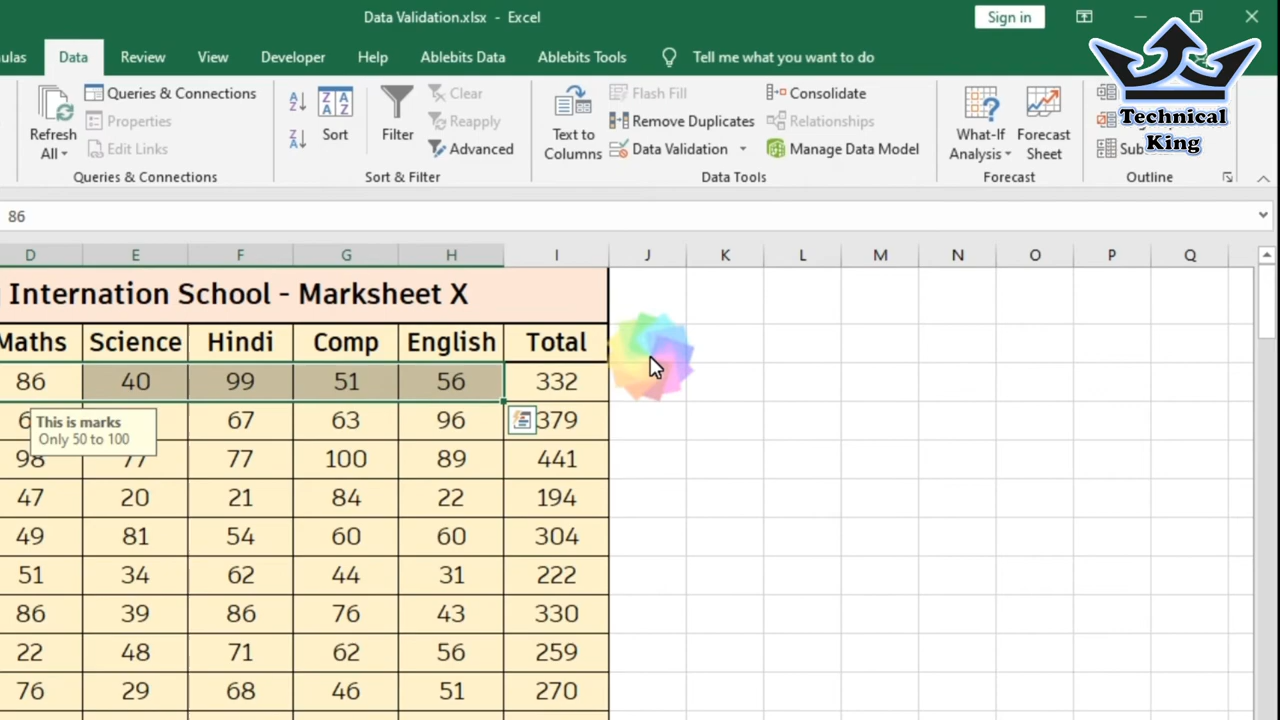 Data Validation.xlsx - Excel
Sign in
ulas Data Review View Developer Help Ablebits Data Ablebits Tools Tell me what you want to do
Technical
King
Refresh
All
Queries & Connections
Properties
Edit Links
Queries & Connections
Sort
Filter
Clear
Reapply
Advanced
Sort & Filter
Text to
Columns
Flash Fill
Remove Duplicates
Data Validation
Consolidate
Relationships
Manage Data Model
Data Tools
What-If
Analysis
Forecast
Sheet
Forecast
Sub
Outline
86
D E F G H I J K L M N O P Q
Internation School - Marksheet X
Maths Science Hindi Comp English Total
86 40 99 51 56 332
67 63 96 379
This is marks
Only 50 to 100
98 77 77 100 89 441
47 20 21 84 22 194
49 81 54 60 60 304
51 34 62 44 31 222
86 39 86 76 43 330
22 48 71 62 56 259
76 29 68 46 51 270